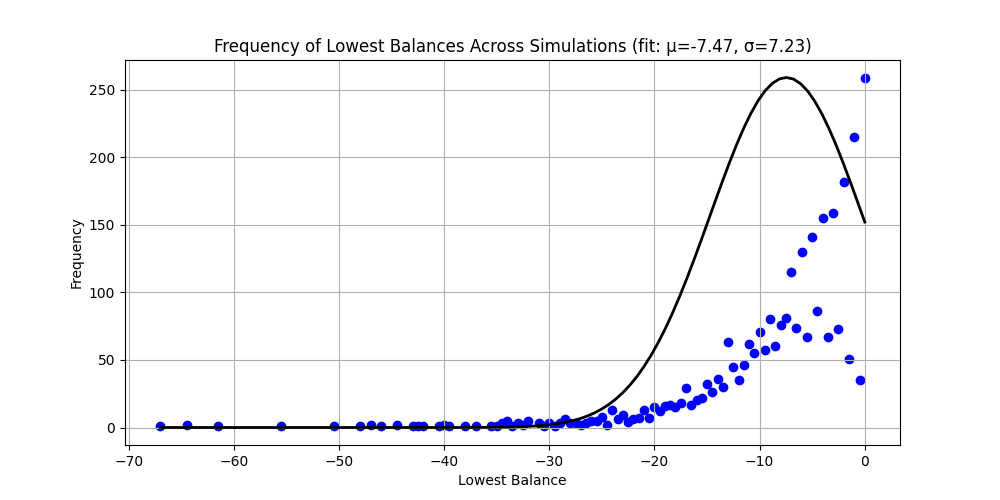 Frequency of Lowest Balances Across Simulations (fit: μ=-7.47, σ=7.23)
250
200
150
100
50
0
Frequency
−70 −60 −50 −40 −30 −20 −10 0
Lowest Balance